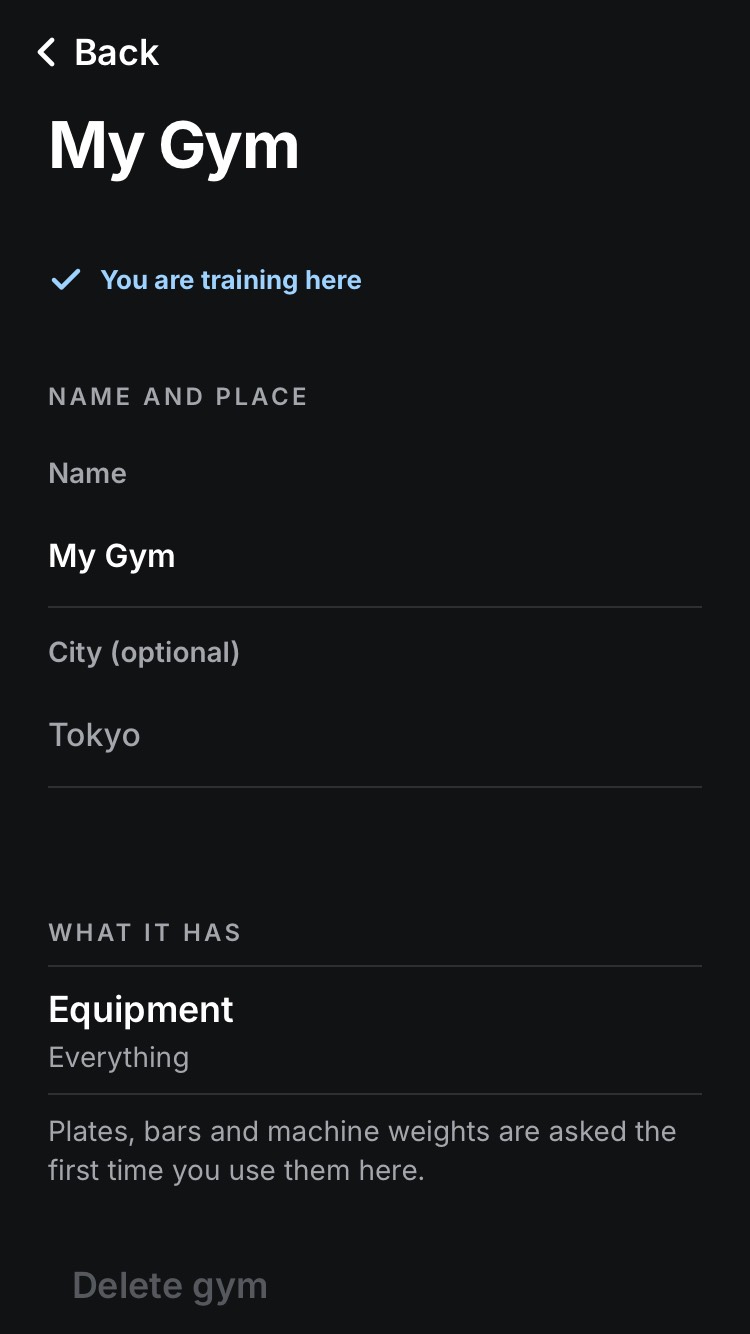 Back
My Gym
You are training here
NAME AND PLACE
Name
My Gym
City (optional)
Tokyo
WHAT IT HAS
Equipment
Everything
Plates, bars and machine weights are asked the
first time you use them here.
Delete gym